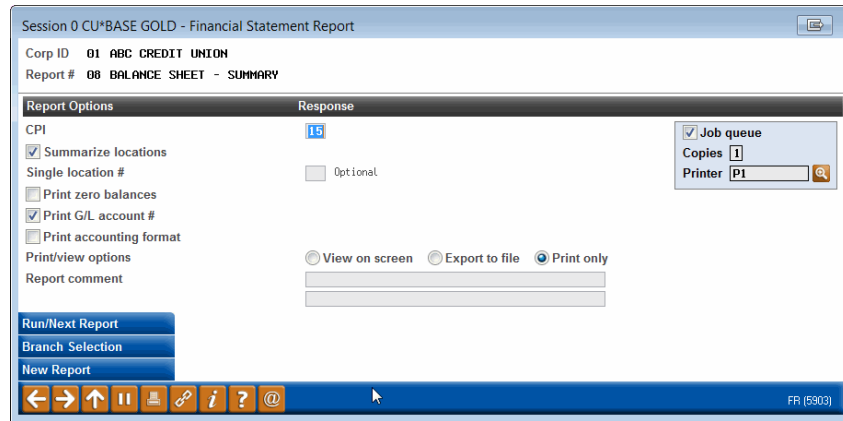 Session 0 CU*BASE GOLD - Financial Statement Report
Corp ID 01 ABC CREDIT UNION
Report # 08 BALANCE SHEET - SUMMARY
Report Options Response
CPI 15
Job queue
Summarize locations
Copies 1
Single location # Optional
Printer P1
Print zero balances
Print G/L account #
Print accounting format
Print/view options View on screen Export to file Print only
Report comment
Run/Next Report
Branch Selection
New Report
i ? @
FR (5903)